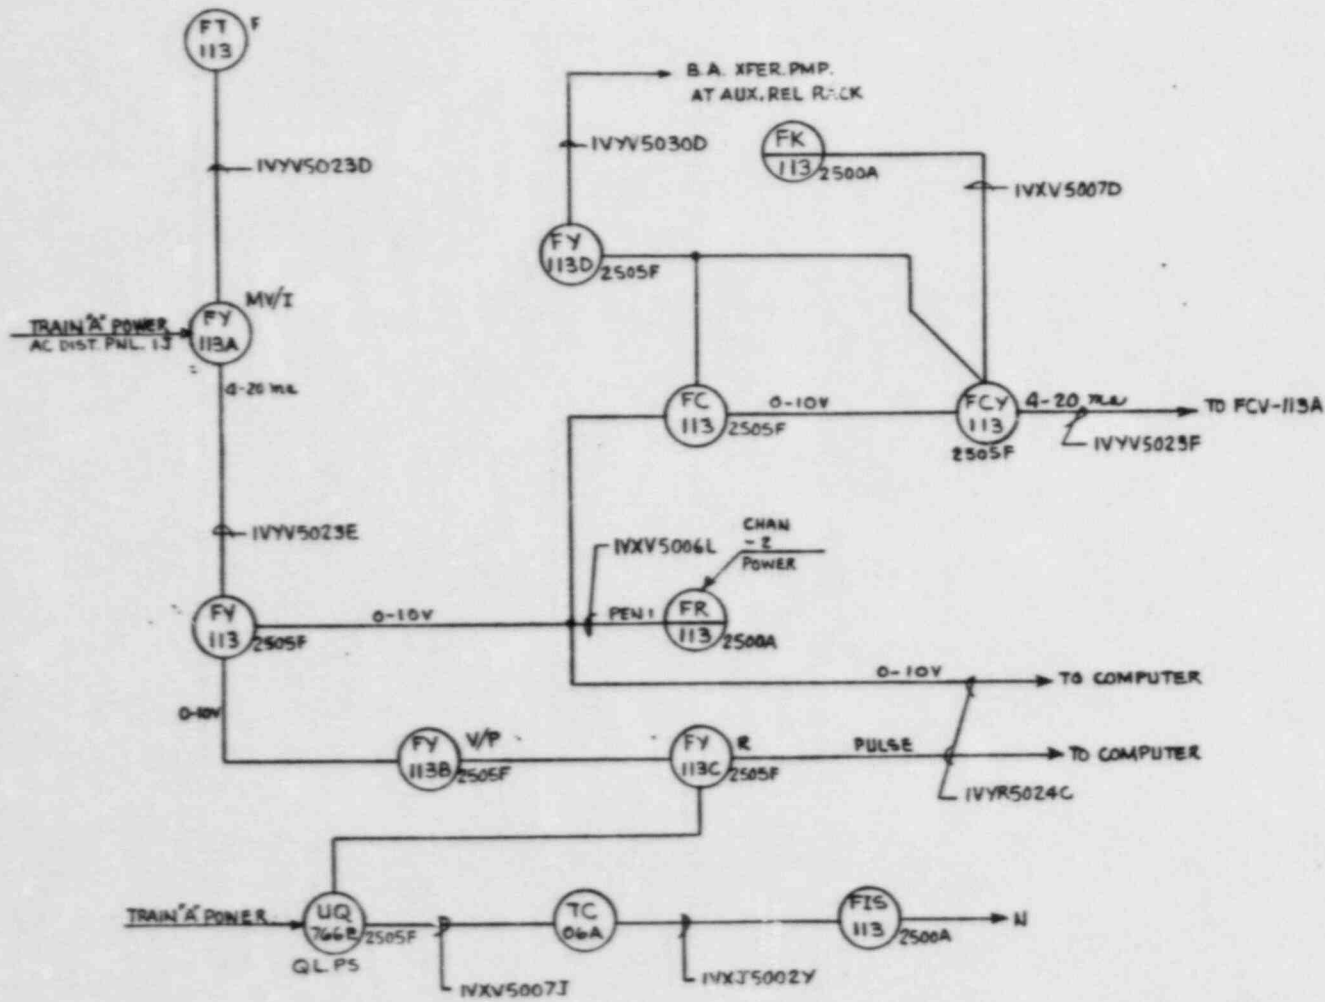 FT
113
F
B.A. XFER. PMP.
AT AUX. REL RACK
IVYV5023D
IVYV5030D
FK
113
2500A
IVXV5007D
FY
113D
2505F
MV/I
TRAIN "A" POWER
AC DIST. PNL. 1J
FY
113A
4-20 ma
FC
113
2505F
0-10V
FCY
113
2505F
4-20 ma
TO FCV-113A
IVYV5023F
IVYV5023E
IVXV5006L
CHAN
-2
POWER
FY
113
2505F
0-10V
PEN 1
FR
113
2500A
0-10V
TO COMPUTER
0-10V
FY
113B
V/P
2505F
FY
113C
R
2505F
PULSE
TO COMPUTER
IVYR5024C
TRAIN "A" POWER
UQ
766E
2505F
QL PS
TC
06A
FIS
113
2500A
N
IVXV5007J
IVXJ5002Y